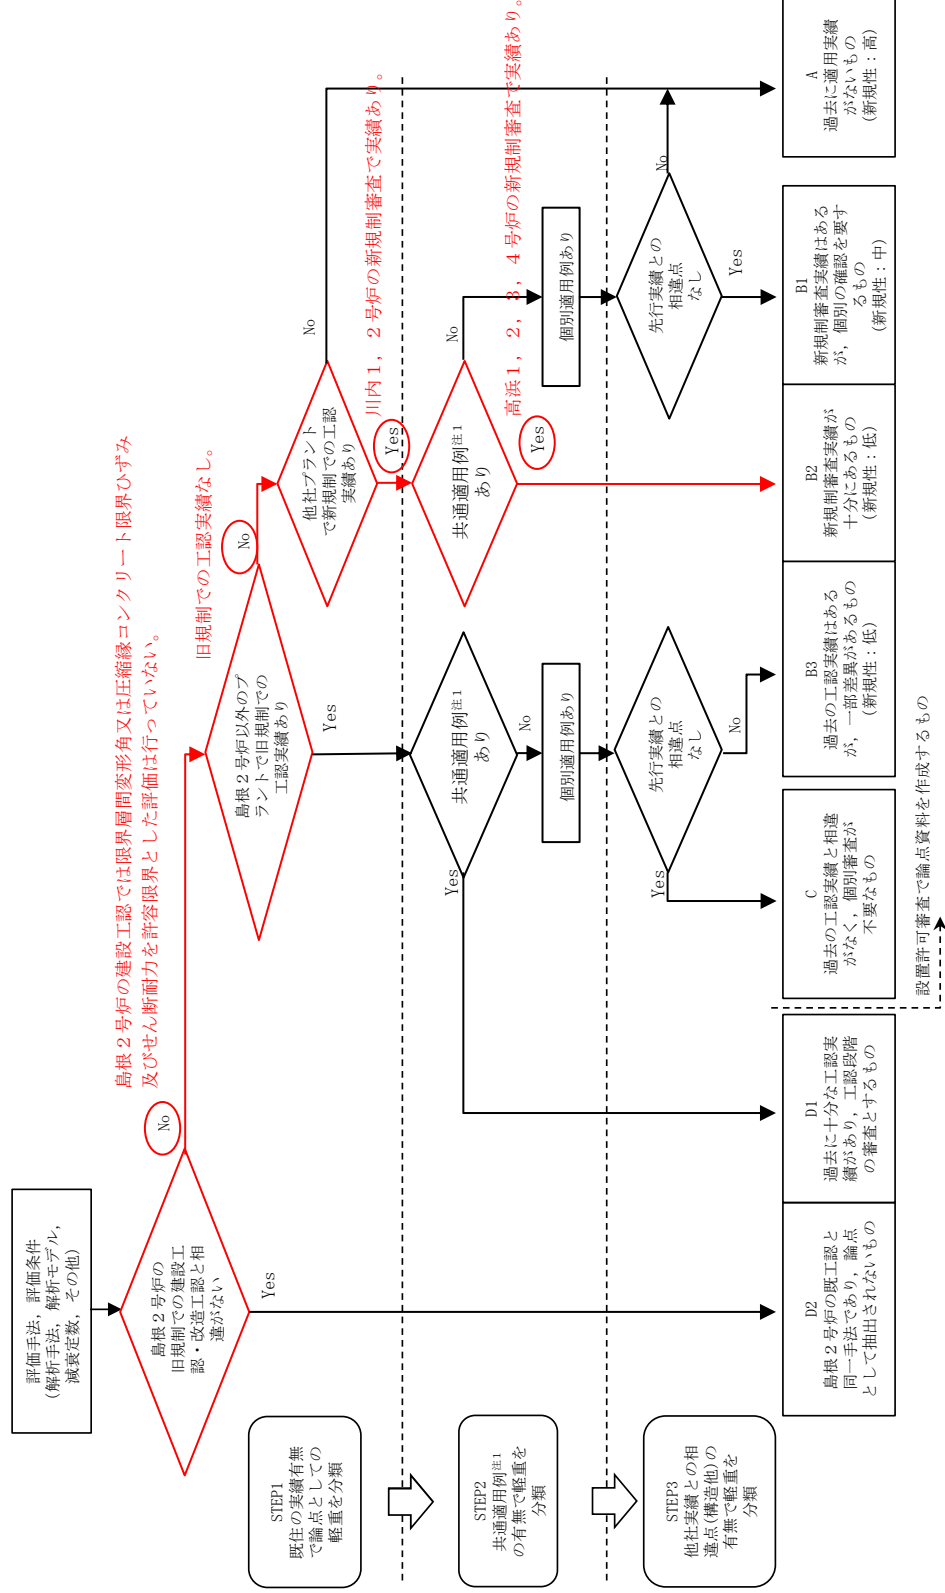 評価手法，評価条件
(解析手法，解析モデル，
減衰定数，その他)
島根２号炉の
旧規制での建設工
認・改造工認と相
違がない
No
Yes
島根２号炉の建設工認では限界層間変形角又は圧縮縁コンクリート限界ひずみ
及びせん断耐力を許容限界とした評価は行っていない。
島根２号炉以外のプ
ラントで旧規制での
工認実績あり
No
Yes
旧規制での工認実績なし。
他社プラント
で新規制での工認
実績あり
No
Yes
川内１，２号炉の新規制審査で実績あり。
STEP1
既往の実績有無
で論点としての
軽重を分類
STEP2
共通適用例注1
の有無で軽重を
分類
共通適用例注1
あり
Yes
No
個別適用例あり
共通適用例注1
あり
Yes
No
高浜１，２，３，４号炉の新規制審査で実績あり。
個別適用例あり
STEP3
他社実績との相
違点(構造他)の
有無で軽重を
分類
先行実績との
相違点
なし
Yes
No
先行実績との
相違点
なし
No
Yes
D2
島根２号炉の既工認と
同一手法であり，論点
として抽出されないもの
D1
過去に十分な工認実
績があり，工認段階
の審査とするもの
C
過去の工認実績と相違
がなく，個別審査が
不要なもの
B3
過去の工認実績はある
が，一部差異があるもの
(新規性：低)
B2
新規制審査実績が
十分にあるもの
(新規性：低)
B1
新規制審査実績はある
が，個別の確認を要す
るもの
(新規性：中)
A
過去に適用実績
がないもの
(新規性：高)
設置許可審査で論点資料を作成するもの